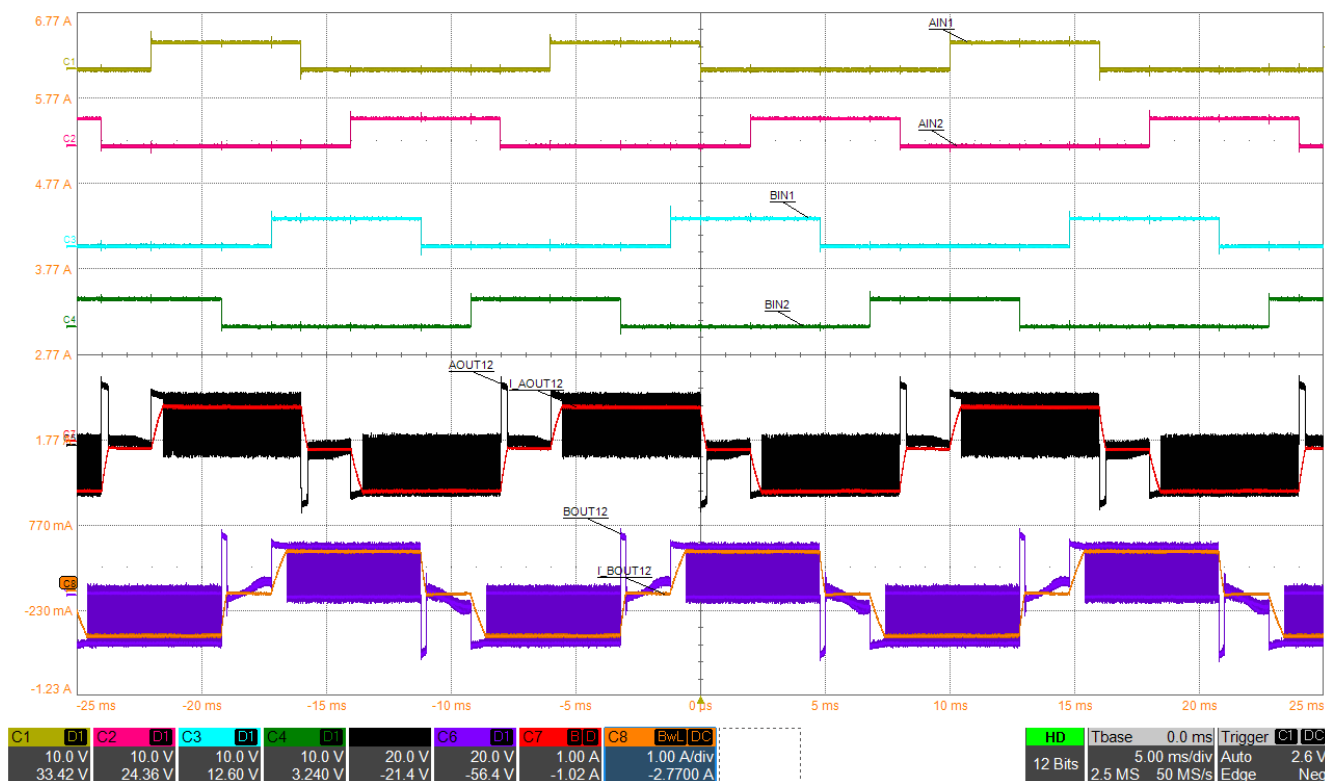 6.77 A
AIN1
C1
5.77 A
C2
AIN2
4.77 A
BIN1
3.77 A
C4
BIN2
2.77 A
AOUT12
I_AOUT12
1.77 A
770 mA
BOUT12
C8
I_BOUT12
-230 mA
-1.23 A
-25 ms -20 ms -15 ms -10 ms -5 ms 0 ps 5 ms 10 ms 15 ms 20 ms 25 ms
C1 D1 C2 D1 C3 D1 C4 D1 C6 D1 C7 B D C8 BwL DC HD Tbase 0.0 ms Trigger C1 DC
10.0 V 10.0 V 10.0 V 10.0 V 20.0 V 20.0 V 1.00 A 1.00 A/div 12 Bits 5.00 ms/div Auto 2.6 V
33.42 V 24.36 V 12.60 V 3.240 V -21.4 V -56.4 V -1.02 A -2.7700 A 2.5 MS 50 MS/s Edge Neg